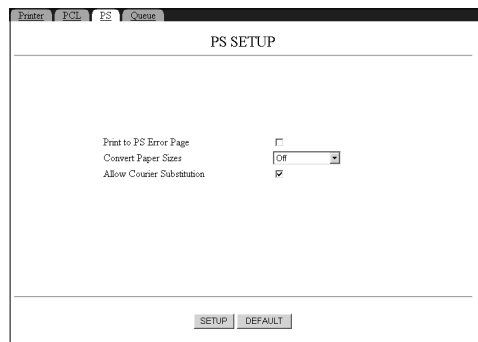 Printer PCL PS Queue
PS SETUP
Print to PS Error Page
Convert Paper Sizes Off
Allow Courier Substitution
SETUP DEFAULT